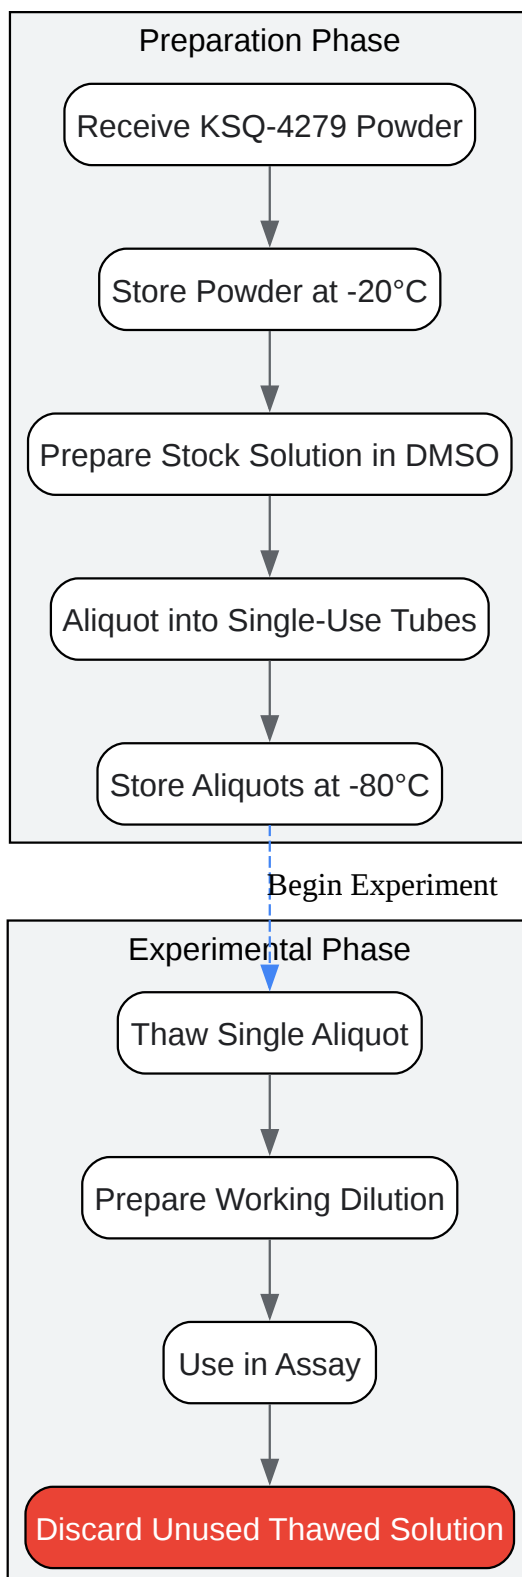 Preparation Phase
Receive KSQ-4279 Powder
Store Powder at -20°C
Prepare Stock Solution in DMSO
Aliquot into Single-Use Tubes
Store Aliquots at -80°C
Begin Experiment
Experimental Phase
Thaw Single Aliquot
Prepare Working Dilution
Use in Assay
Discard Unused Thawed Solution